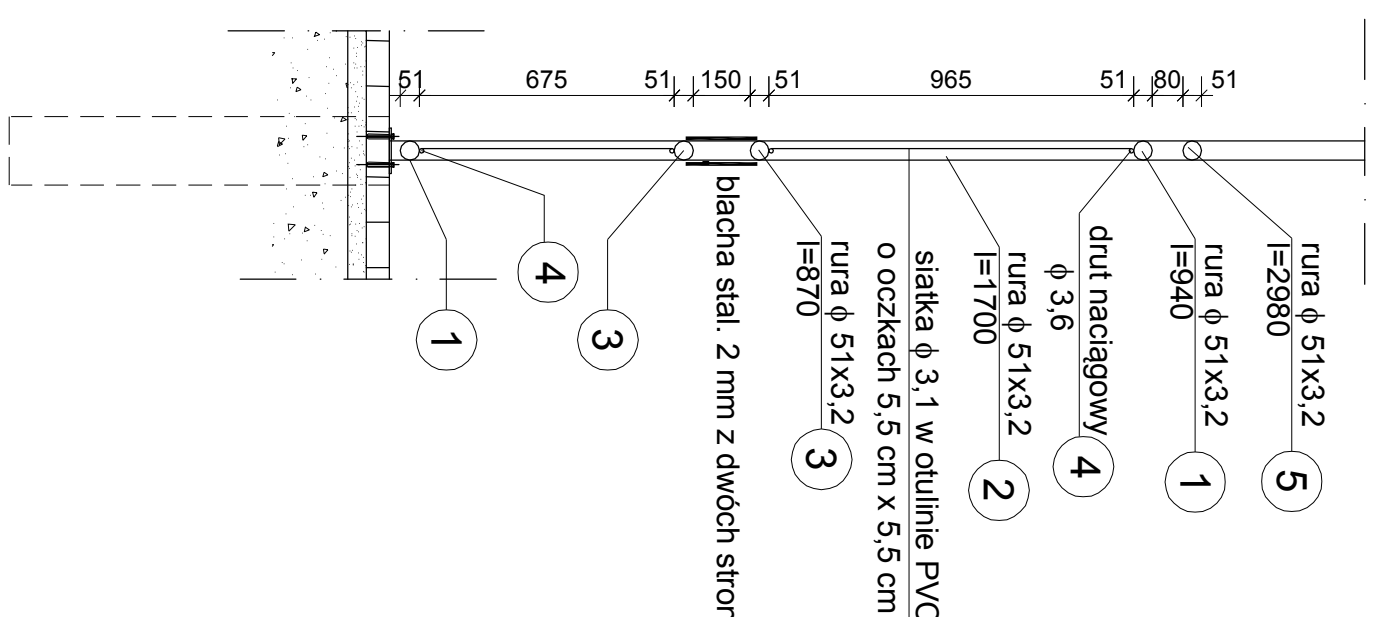 51 675 51 150 51 965 51 80 51
rura ϕ 51x3,2
l=2980
5
rura ϕ 51x3,2
l=940
1
drut naciągowy
ϕ 3,6
4
rura ϕ 51x3,2
l=1700
2
siatka ϕ 3,1 w otulinie PVC
o oczkach 5,5 cm x 5,5 cm
rura ϕ 51x3,2
l=870
3
blacha stal. 2 mm z dwóch stron
3
4
1